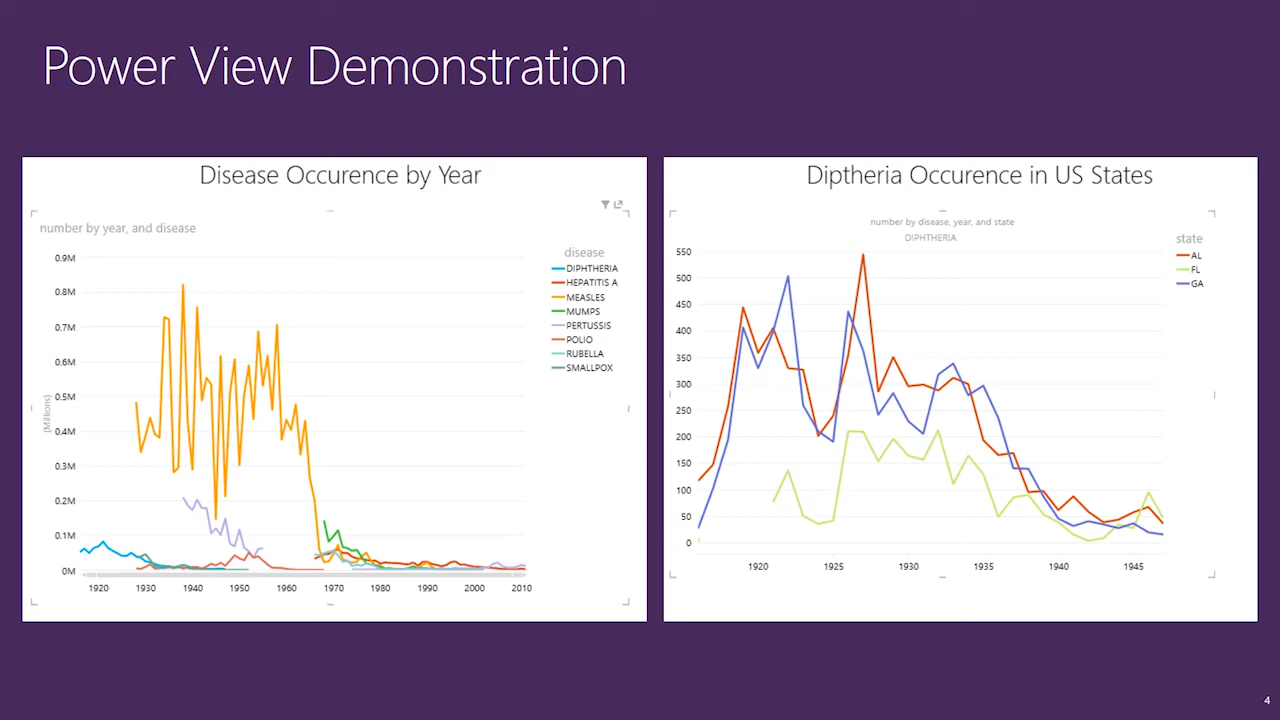 Power View Demonstration
Disease Occurence by Year
number by year, and disease
(Millions)
0.9M
0.8M
0.7M
0.6M
0.5M
0.4M
0.3M
0.2M
0.1M
0M
1920 1930 1940 1950 1960 1970 1980 1990 2000 2010
disease
DIPHTHERIA
HEPATITIS A
MEASLES
MUMPS
PERTUSSIS
POLIO
RUBELLA
SMALLPOX
Diptheria Occurence in US States
number by disease, year, and state
DIPHTHERIA
550
500
450
400
350
300
250
200
150
100
50
0
1920 1925 1930 1935 1940 1945
state
AL
FL
GA
4